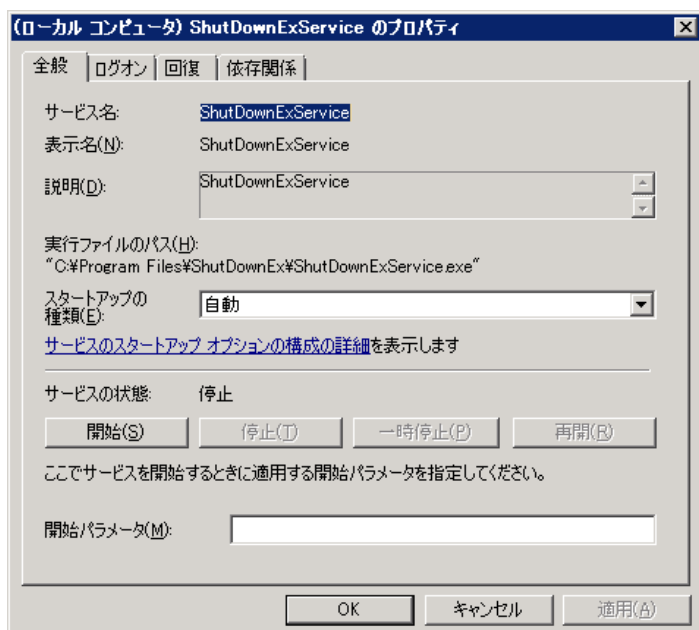 (ローカル コンピュータ) ShutDownExService のプロパティ
全般 ログオン 回復 依存関係
サービス名: ShutDownExService
表示名(N): ShutDownExService
説明(D): ShutDownExService
実行ファイルのパス(H):
"C:¥Program Files¥ShutDownEx¥ShutDownExService.exe"
スタートアップの
種類(E): 自動
サービスのスタートアップ オプションの構成の詳細を表示します
サービスの状態: 停止
開始(S) 停止(T) 一時停止(P) 再開(R)
ここでサービスを開始するときに適用する開始パラメータを指定してください。
開始パラメータ(M):
OK キャンセル 適用(A)